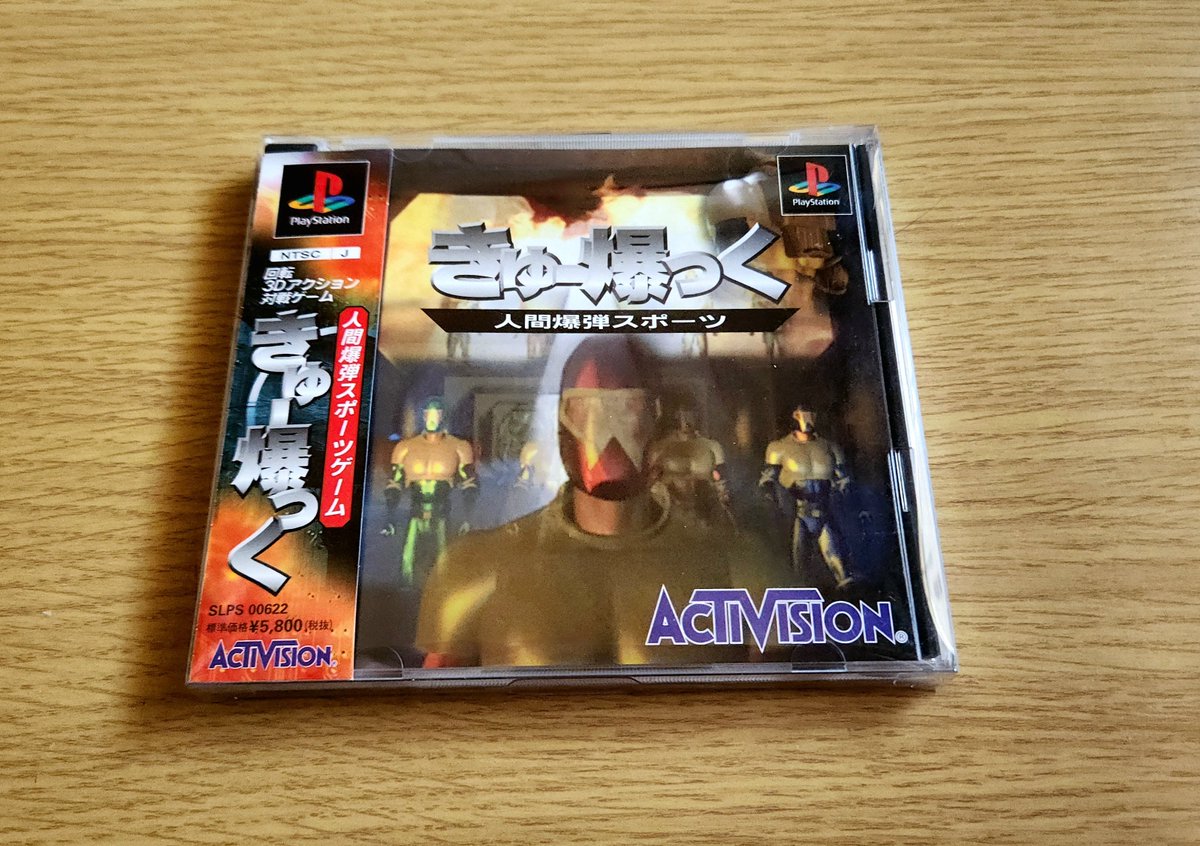 PlayStation
NTSC J
回転
3Dアクション
対戦ゲーム
人間爆弾スポーツゲーム
きゅー爆っく
SLPS 00622
標準価格¥5,800(税抜)
ACTIVISION®
PlayStation
きゅー爆っく
人間爆弾スポーツ
ACTIVISION®